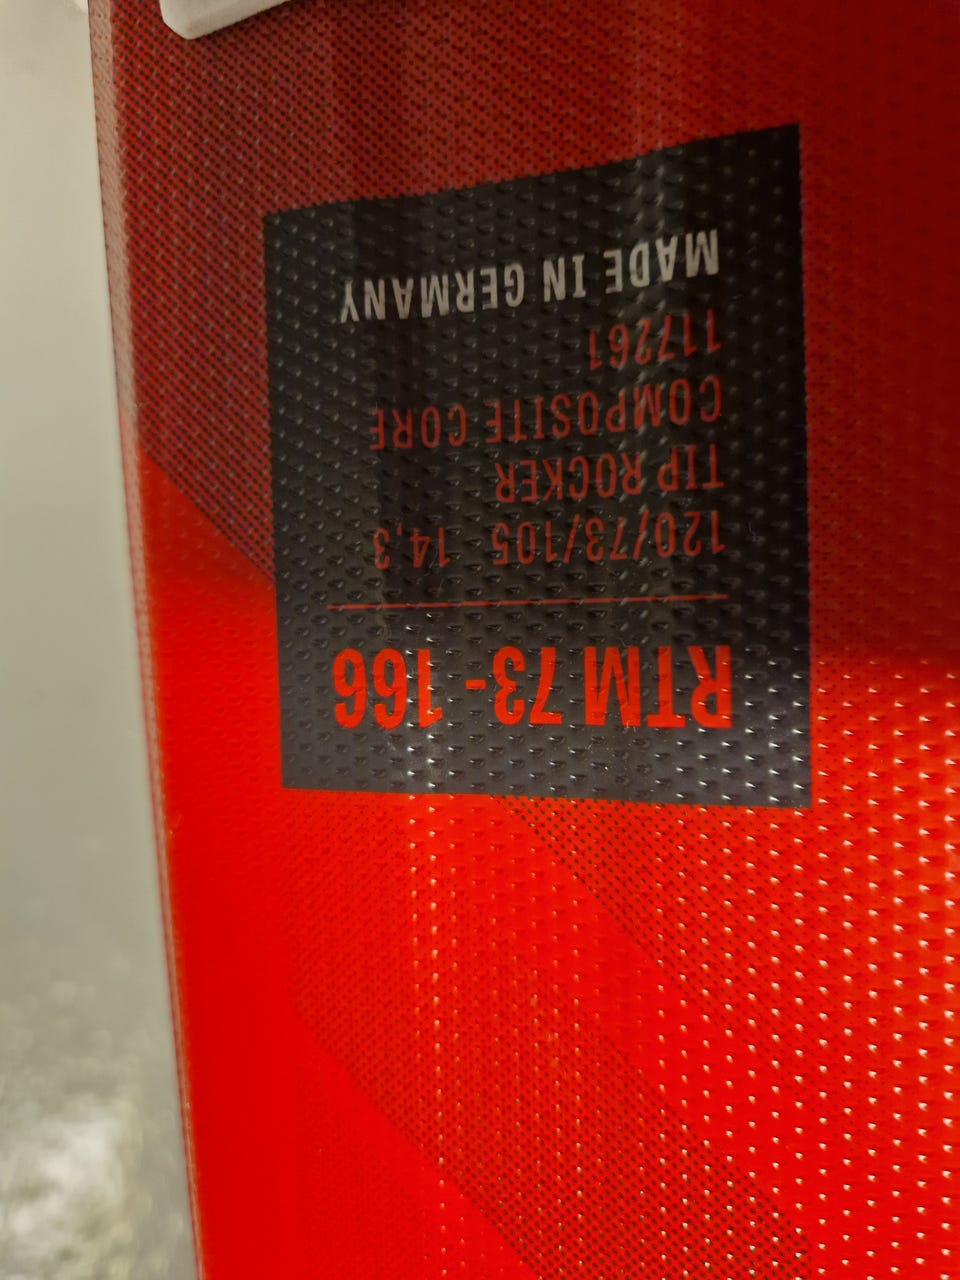 RTM 73 - 166
120/73/105 14,3
TIP ROCKER
COMPOSITE CORE
117261
MADE IN GERMANY